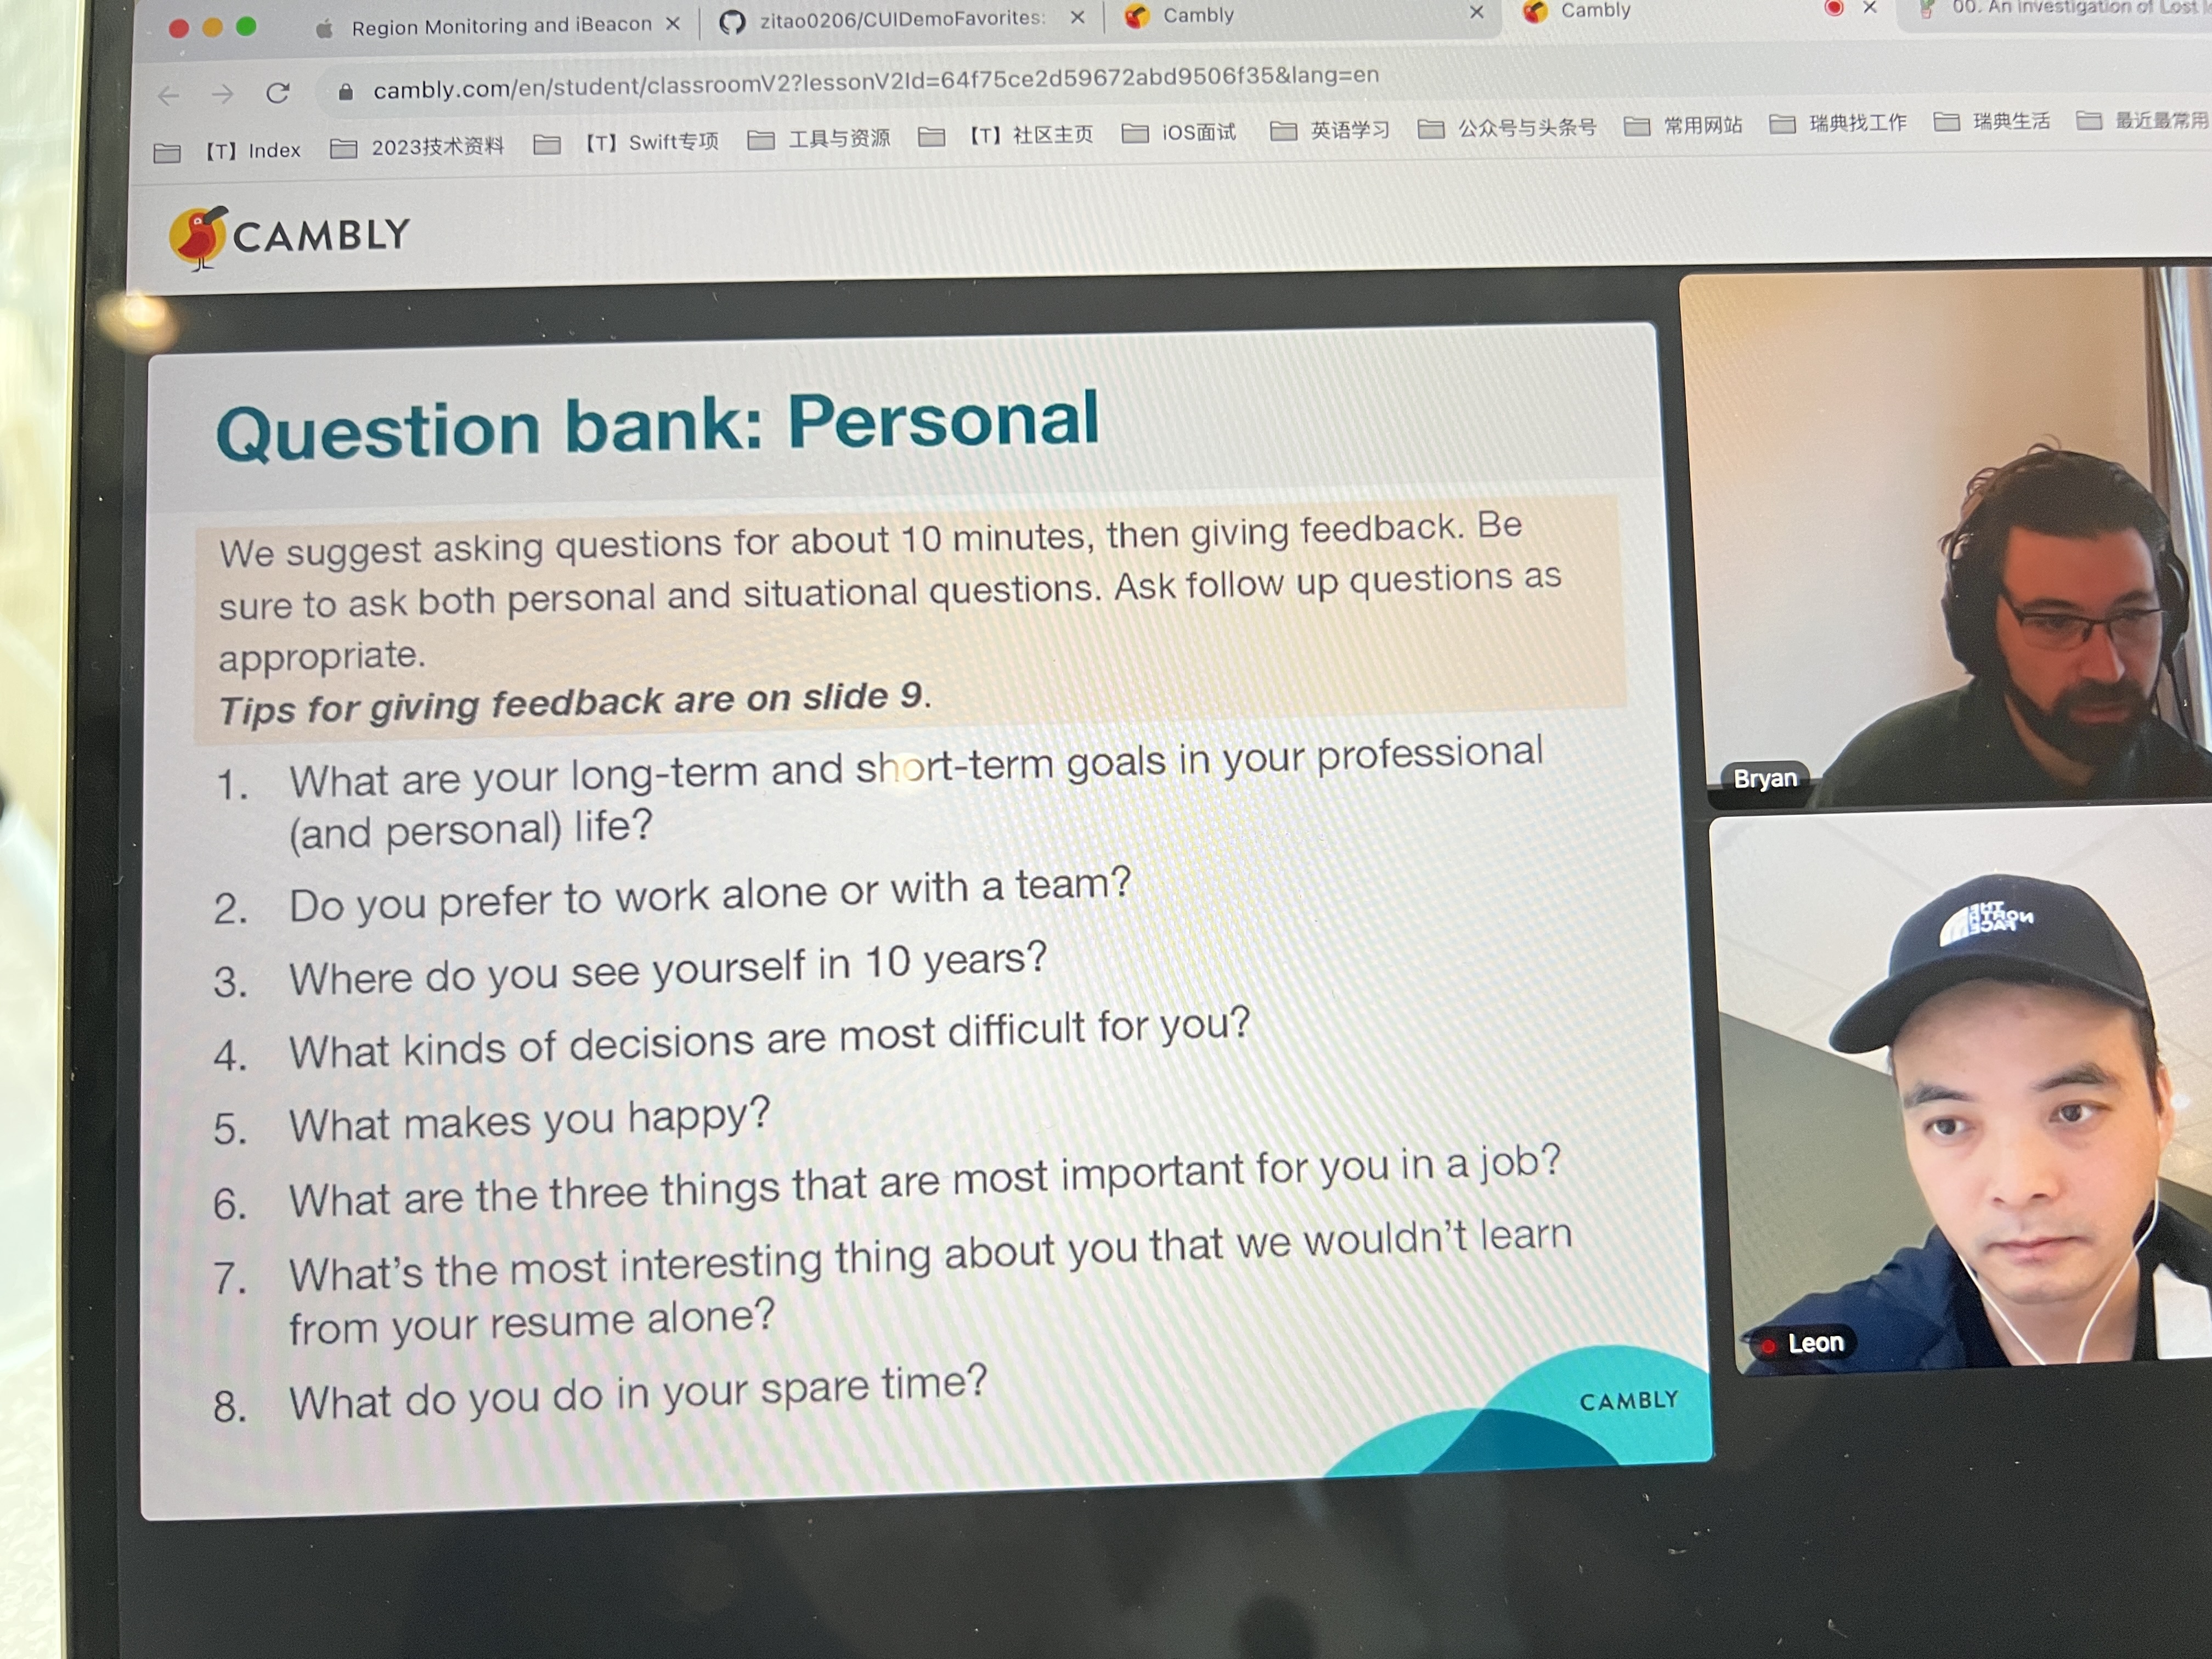 Region Monitoring and iBeacon
zitao0206/CUIDemoFavorites:
Cambly
Cambly
00. An investigation of Lost
cambly.com/en/student/classroomV2?lessonV2Id=64f75ce2d59672abd9506f35&lang=en
【T】Index
2023技术资料
【T】Swift专项
工具与资源
【T】社区主页
iOS面试
英语学习
公众号与头条号
常用网站
瑞典找工作
瑞典生活
最近最常用
CAMBLY
Question bank: Personal
We suggest asking questions for about 10 minutes, then giving feedback. Be
sure to ask both personal and situational questions. Ask follow up questions as
appropriate.
Tips for giving feedback are on slide 9.
1. What are your long-term and short-term goals in your professional
(and personal) life?
2. Do you prefer to work alone or with a team?
3. Where do you see yourself in 10 years?
4. What kinds of decisions are most difficult for you?
5. What makes you happy?
6. What are the three things that are most important for you in a job?
7. What's the most interesting thing about you that we wouldn't learn
from your resume alone?
8. What do you do in your spare time?
CAMBLY
Bryan
THE
NORTH
FACE
Leon